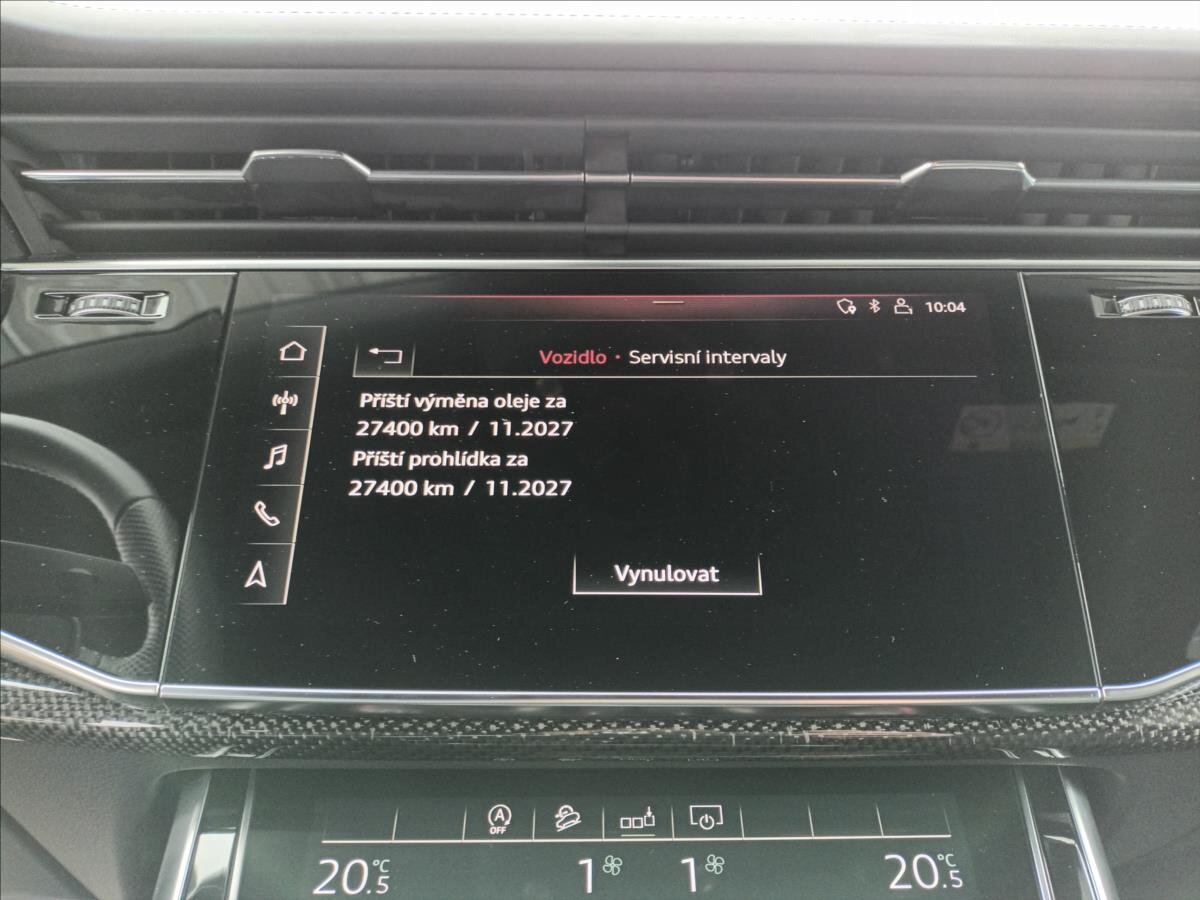 10:04
Vozidlo • Servisní intervaly
Příští výměna oleje za
27400 km / 11.2027
Příští prohlídka za
27400 km / 11.2027
Vynulovat
A
OFF
20.5 °C
1
1
20.5 °C